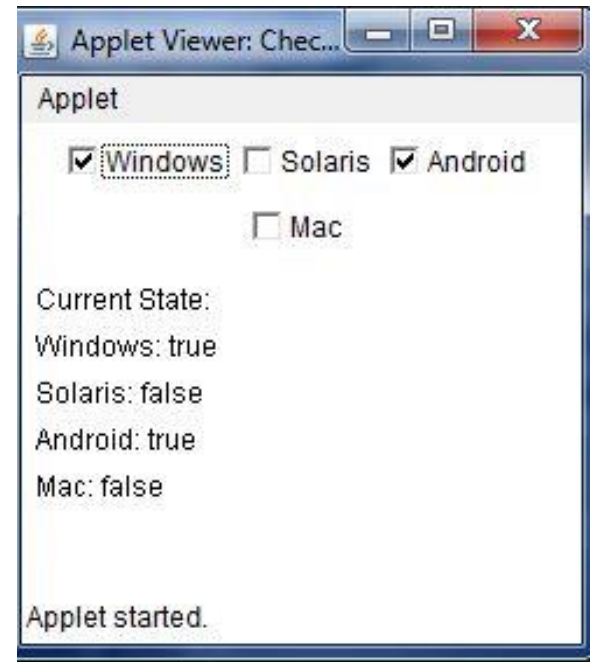 Applet Viewer: Chec...
Applet
Windows Solaris Android
Mac
Current State:
Windows: true
Solaris: false
Android: true
Mac: false
Applet started.